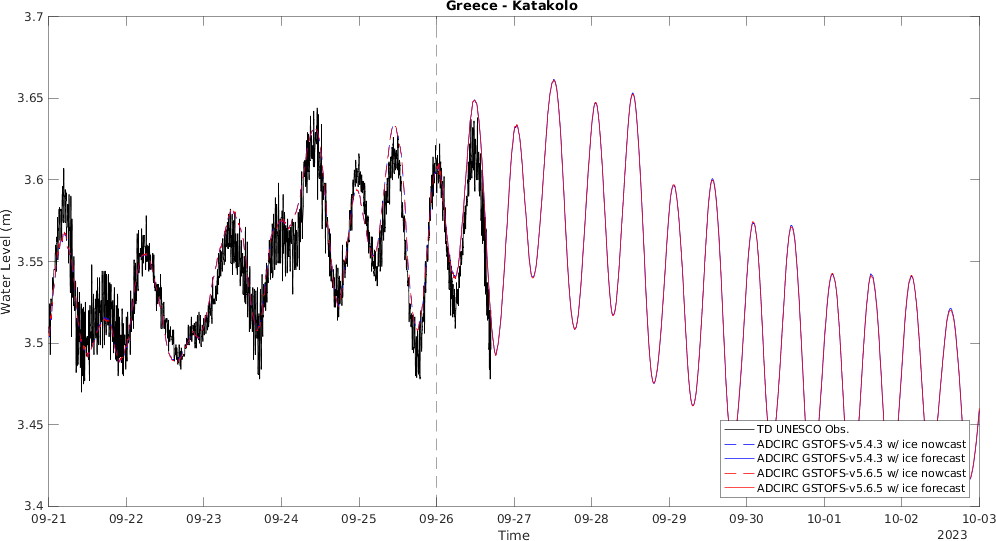 Greece - Katakolo
3.7
3.65
3.6
3.55
3.5
3.45
3.4
Water Level (m)
TD UNESCO Obs.
ADCIRC GSTOFS-v5.4.3 w/ ice nowcast
ADCIRC GSTOFS-v5.4.3 w/ ice forecast
ADCIRC GSTOFS-v5.6.5 w/ ice nowcast
ADCIRC GSTOFS-v5.6.5 w/ ice forecast
09-21 09-22 09-23 09-24 09-25 09-26 09-27 09-28 09-29 09-30 10-01 10-02 10-03
Time
2023